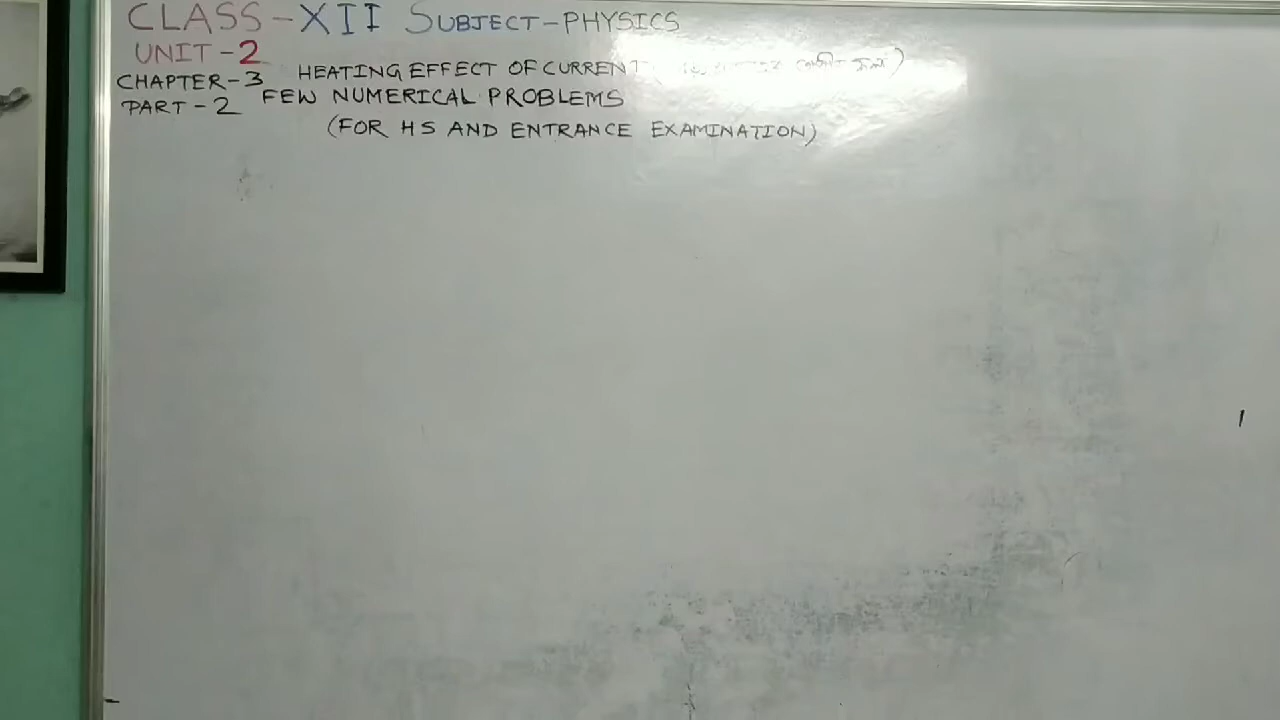 CLASS-XII SUBJECT-PHYSICS
UNIT-2
CHAPTER-3 HEATING EFFECT OF CURRENT
PART-2 FEW NUMERICAL PROBLEMS
(FOR HS AND ENTRANCE EXAMINATION)